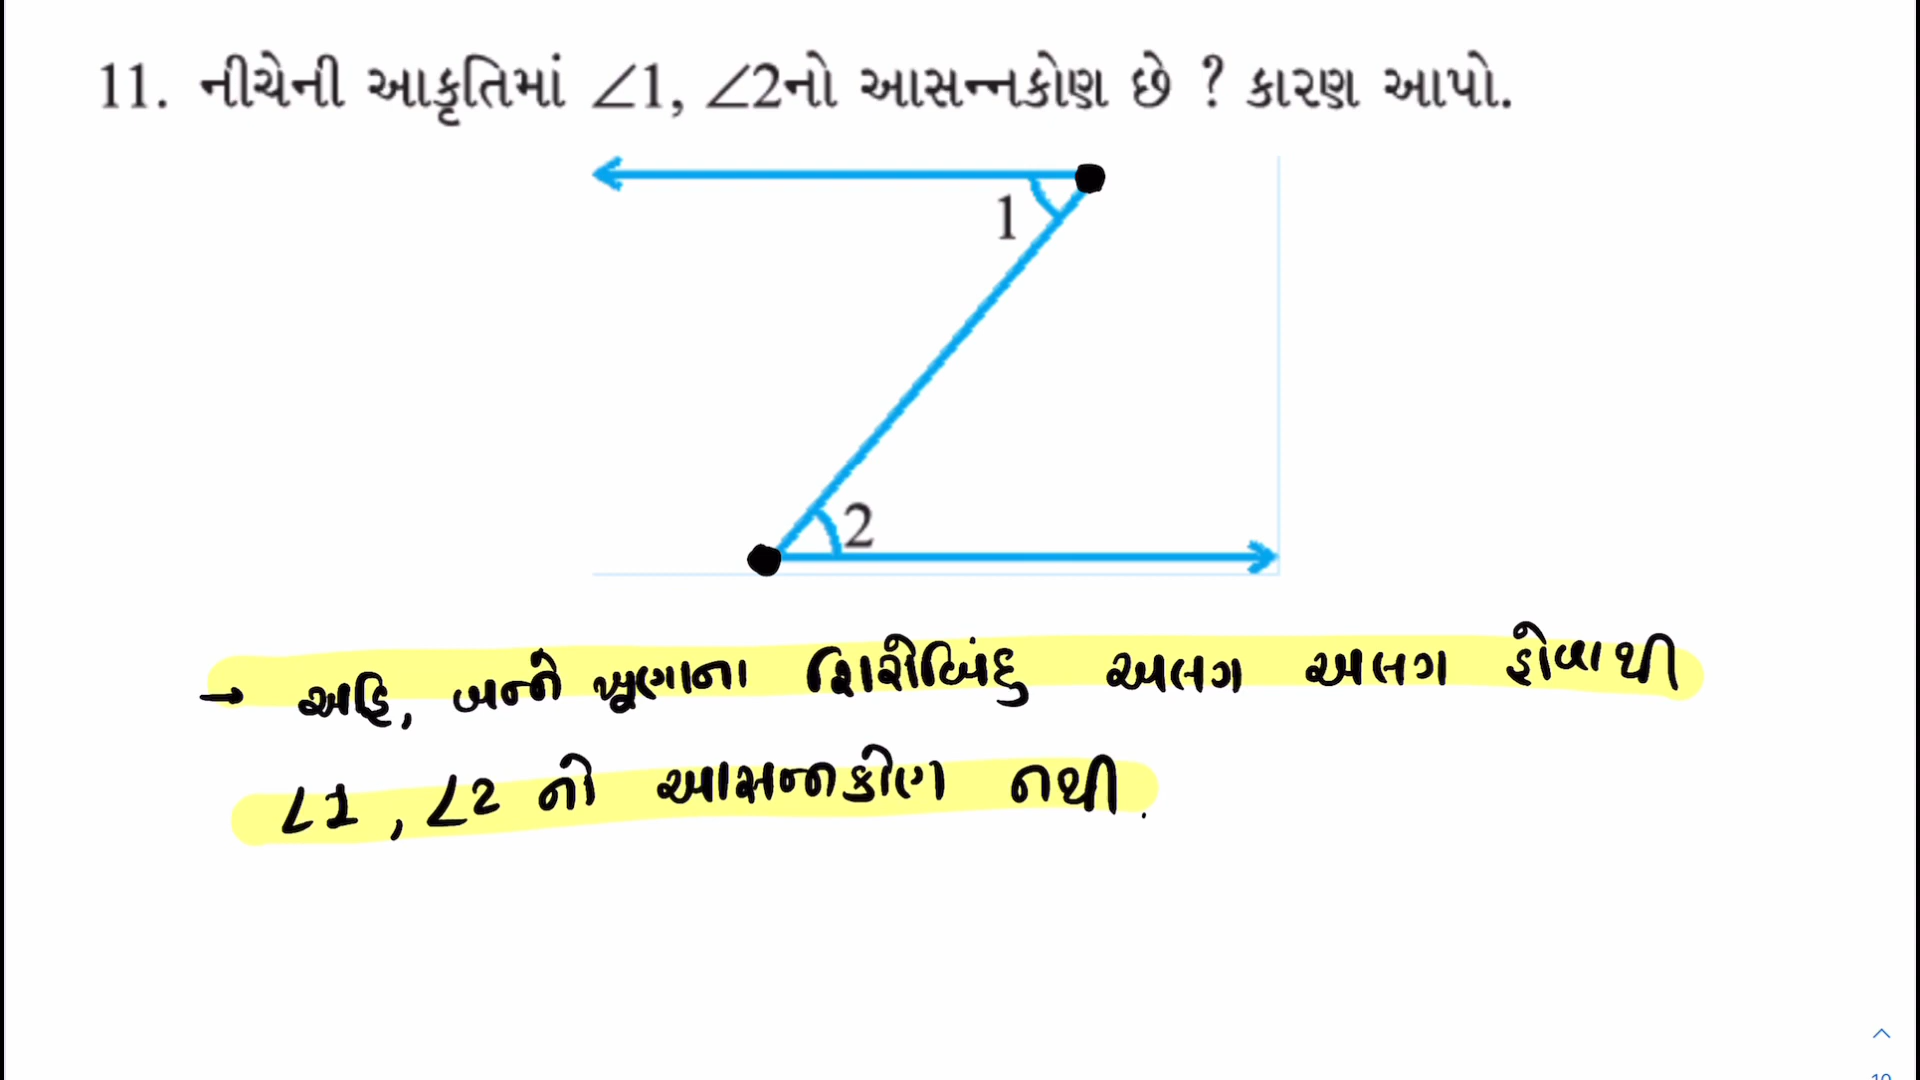 11. નીચેની આકૃતિમાં ∠1, ∠2નો આસન્નકોણ છે ? કારણ આપો.
1
2
→ અહિ, બન્ને ખૂણાના શિરોબિંદુ અલગ અલગ હોવાથી
∠1, ∠2 નો આસન્નકોણ નથી.